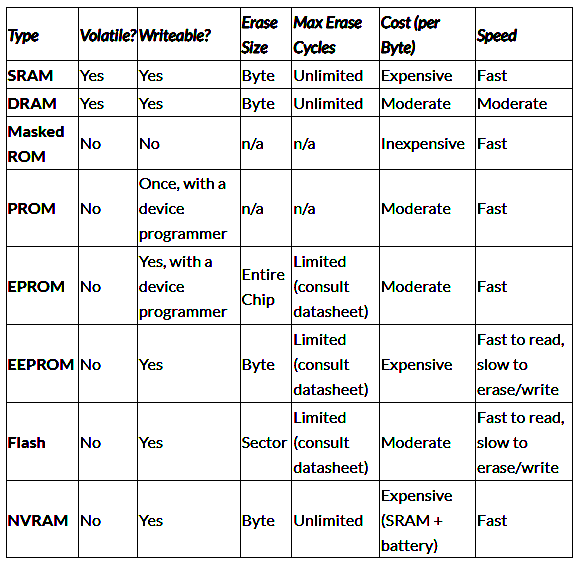 Type Volatile? Writeable? Erase Size Max Erase Cycles Cost (per Byte) Speed
SRAM Yes Yes Byte Unlimited Expensive Fast
DRAM Yes Yes Byte Unlimited Moderate Moderate
Masked ROM No No n/a n/a Inexpensive Fast
PROM No Once, with a device programmer n/a n/a Moderate Fast
EPROM No Yes, with a device programmer Entire Chip Limited (consult datasheet) Moderate Fast
EEPROM No Yes Byte Limited (consult datasheet) Expensive Fast to read, slow to erase/write
Flash No Yes Sector Limited (consult datasheet) Moderate Fast to read, slow to erase/write
NVRAM No Yes Byte Unlimited Expensive (SRAM + battery) Fast